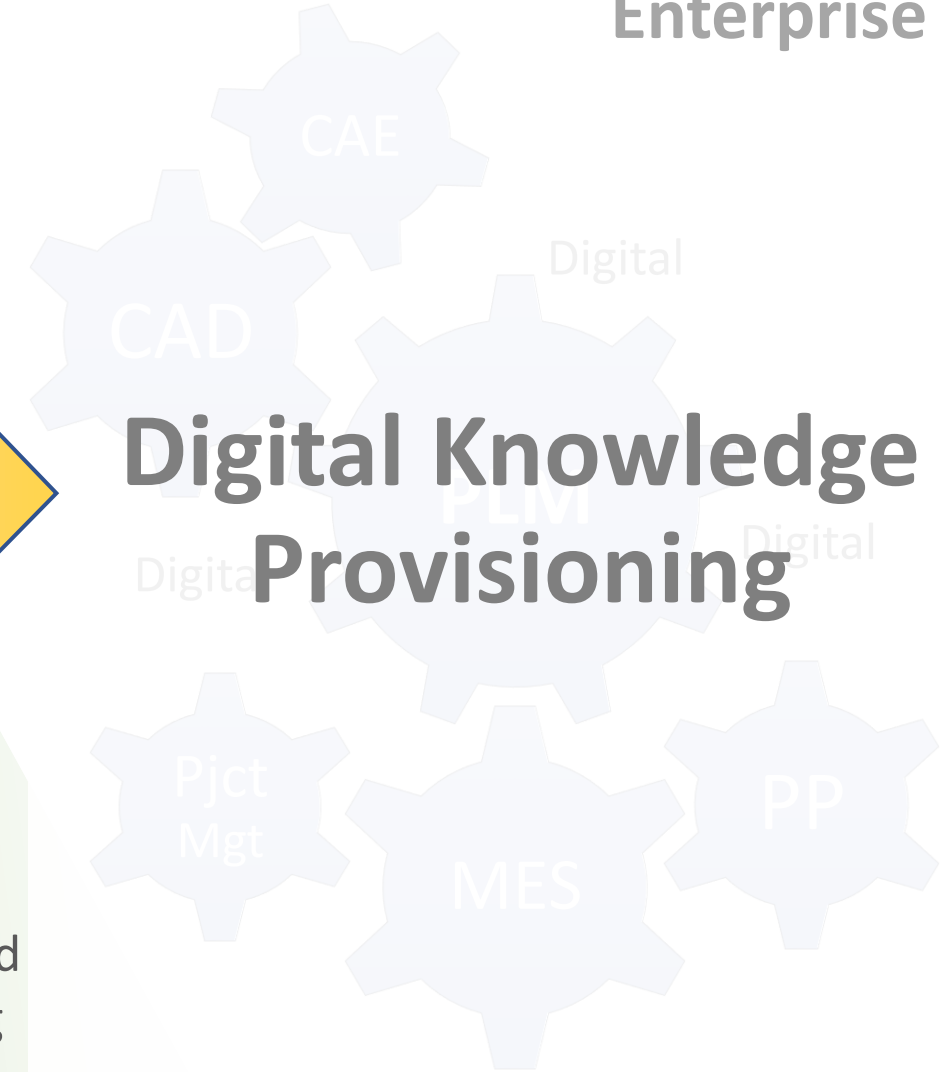 Enterprise
CAE
Digital
CAD
Digital Knowledge
PLM
Digital
Provisioning
Digita
Pjct
Mgt
PP
MES
d
g